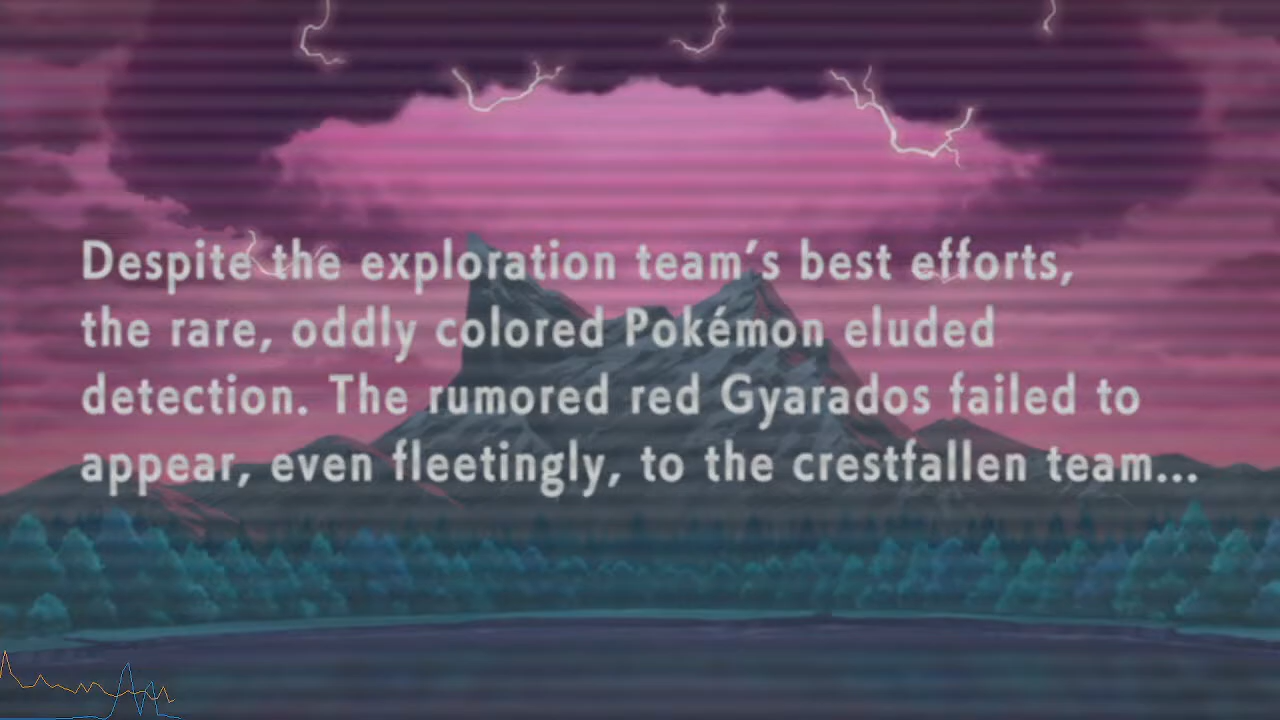 Despite the exploration team's best efforts,
the rare, oddly colored Pokémon eluded
detection. The rumored red Gyarados failed to
appear, even fleetingly, to the crestfallen team...